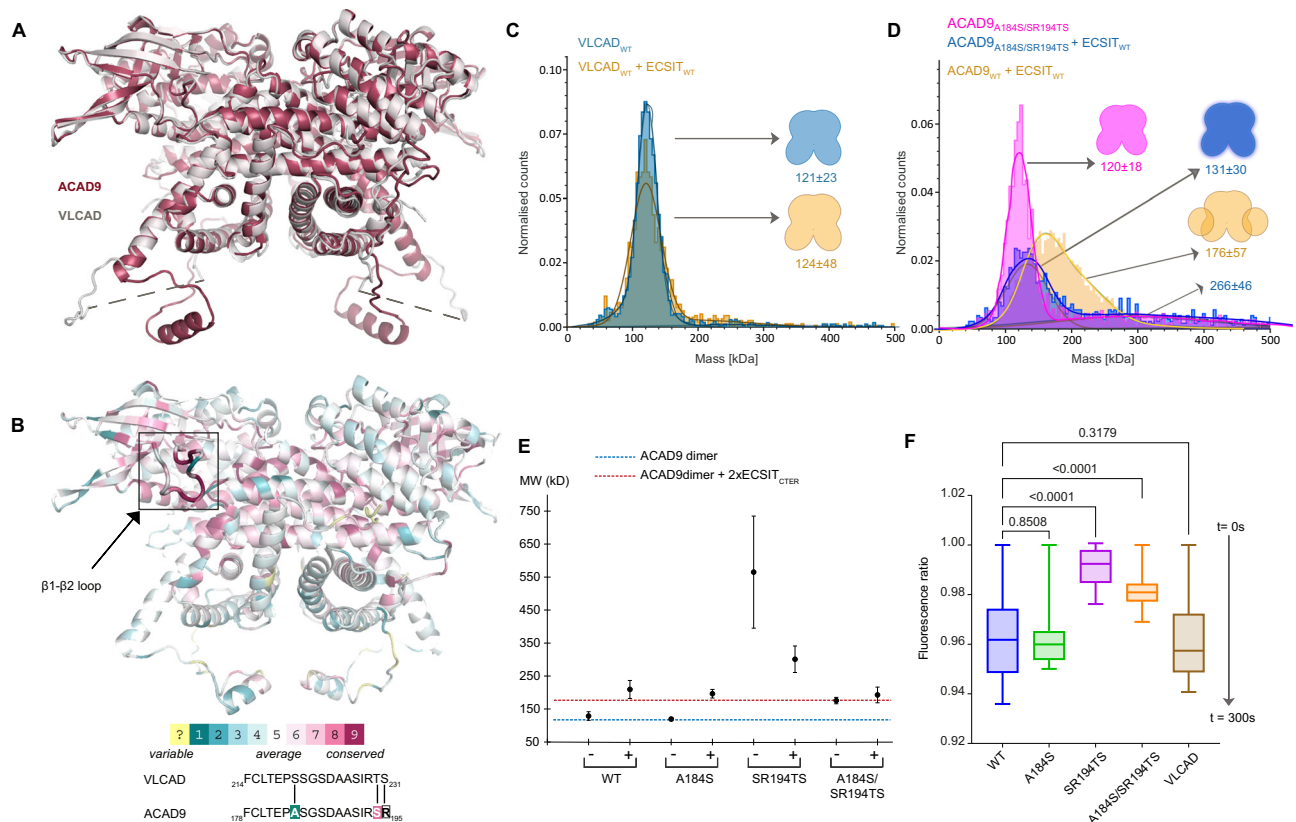 A
ACAD9
VLCAD
B
β1-β2 loop
? 1 2 3 4 5 6 7 8 9
variable average conserved
VLCAD 214FCLTEPSSGSDAASIRTS231
ACAD9 178FCLTEPASGSDAASIRSR195
C
VLCADWT
VLCADWT + ECSITWT
Normalised counts
0.10
0.07
0.05
0.03
0.00
0 100 200 300 400 500
Mass [kDa]
121±23
124±48
D
ACAD9A184S/SR194TS
ACAD9A184S/SR194TS + ECSITWT
ACAD9WT + ECSITWT
Normalised counts
0.06
0.04
0.02
0.00
0 100 200 300 400 500
Mass [kDa]
120±18
131±30
176±57
266±46
E
ACAD9 dimer
ACAD9dimer + 2xECSITCTER
MW (kD)
750
650
550
450
350
250
150
50
- + - + - + - +
WT A184S SR194TS A184S/
SR194TS
F
0.3179
<0.0001
<0.0001
0.8508
Fluorescence ratio
1.02
1.00
0.98
0.96
0.94
0.92
t= 0s
t = 300s
WT A184S SR194TS A184S/SR194TS VLCAD